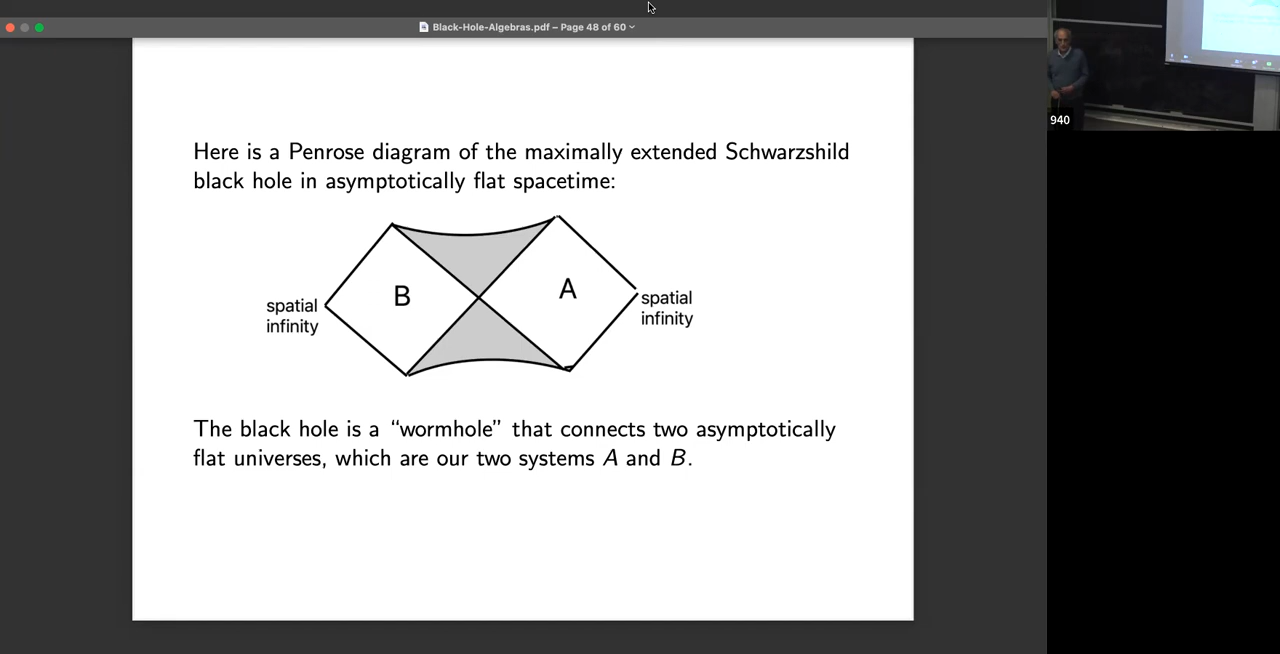 Black-Hole-Algebras.pdf – Page 48 of 60
940
Here is a Penrose diagram of the maximally extended Schwarzshild
black hole in asymptotically flat spacetime:
B
A
spatial
infinity
spatial
infinity
The black hole is a “wormhole” that connects two asymptotically
flat universes, which are our two systems A and B.